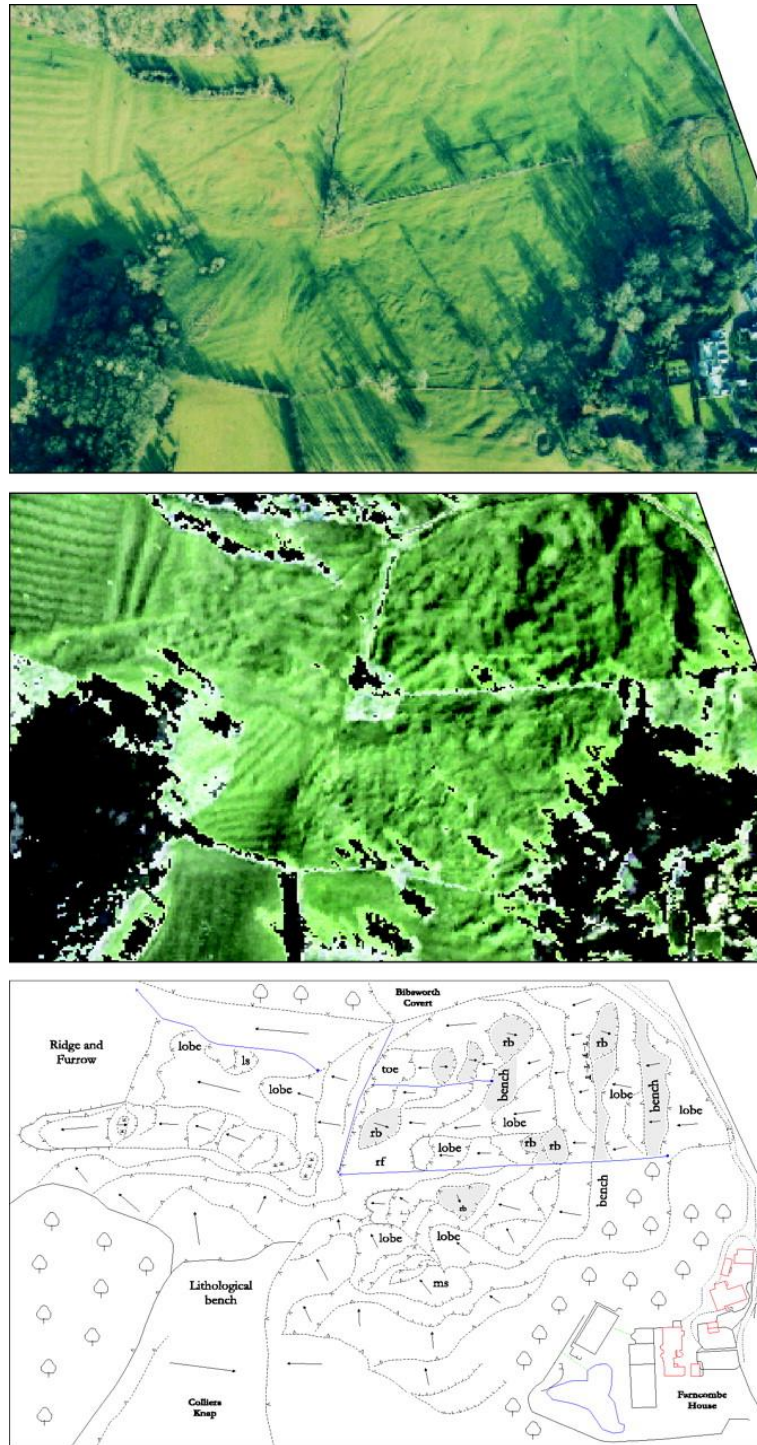 Bibsworth
Covert
Ridge and
Furrow
lobe
ls
lobe
toe
rb
bench
rb
bench
lobe
rb
rf
lobe
lobe
rb
rb
bench
rb
lobe
lobe
ms
Lithological
bench
Colliers
Knap
Farncombe
House